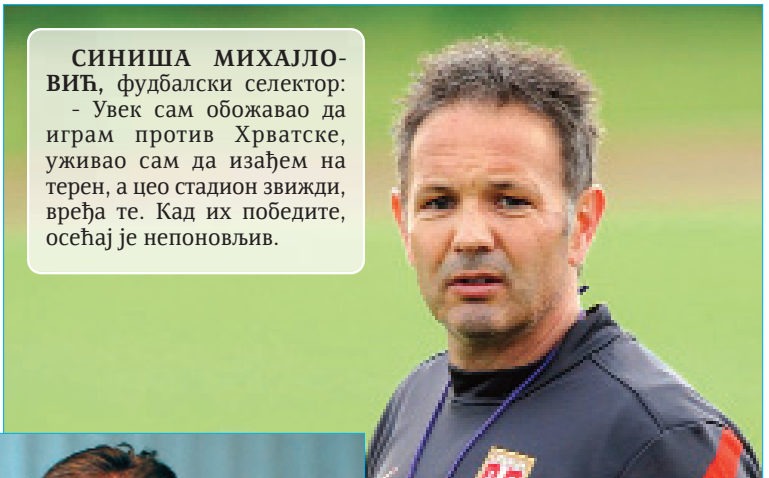 СИНИША МИХАЈЛО-
ВИЋ, фудбалски селектор:
- Увек сам обожавао да
играм против Хрватске,
уживао сам да изађем на
терен, а цео стадион звижди,
вређа те. Кад их победите,
осећај је непоновљив.